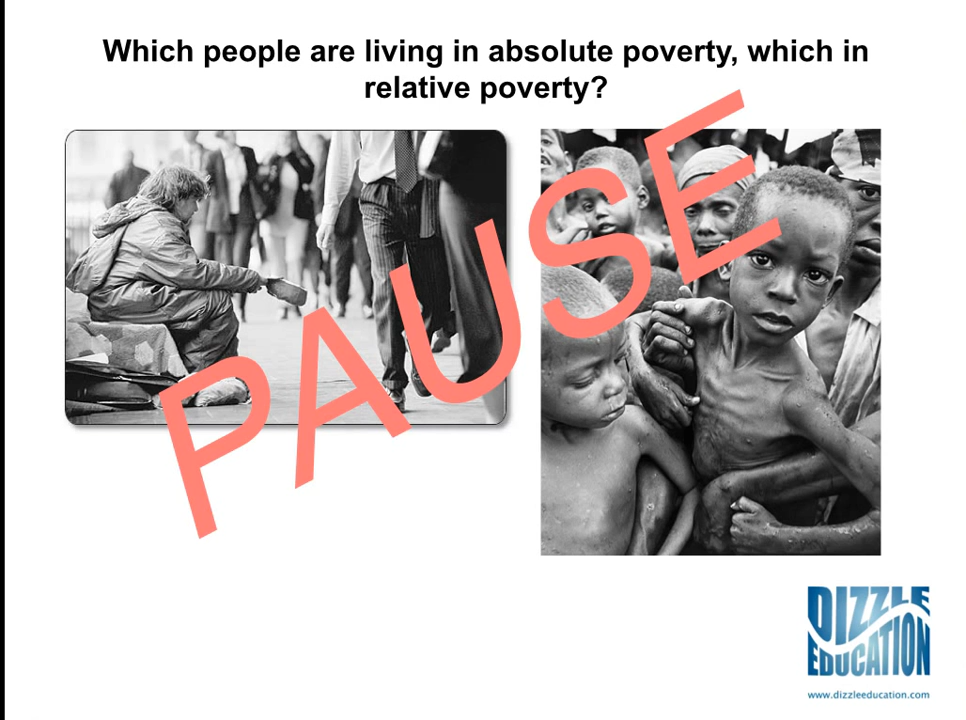 Which people are living in absolute poverty, which in
relative poverty?
PAUSE
DIZZLE
EDUCATION
www.dizzleeducation.com